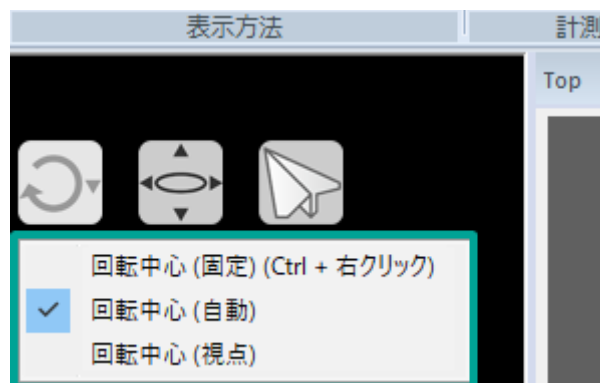 表示方法
計測
Top
回転中心 (固定) (Ctrl + 右クリック)
回転中心 (自動)
回転中心 (視点)